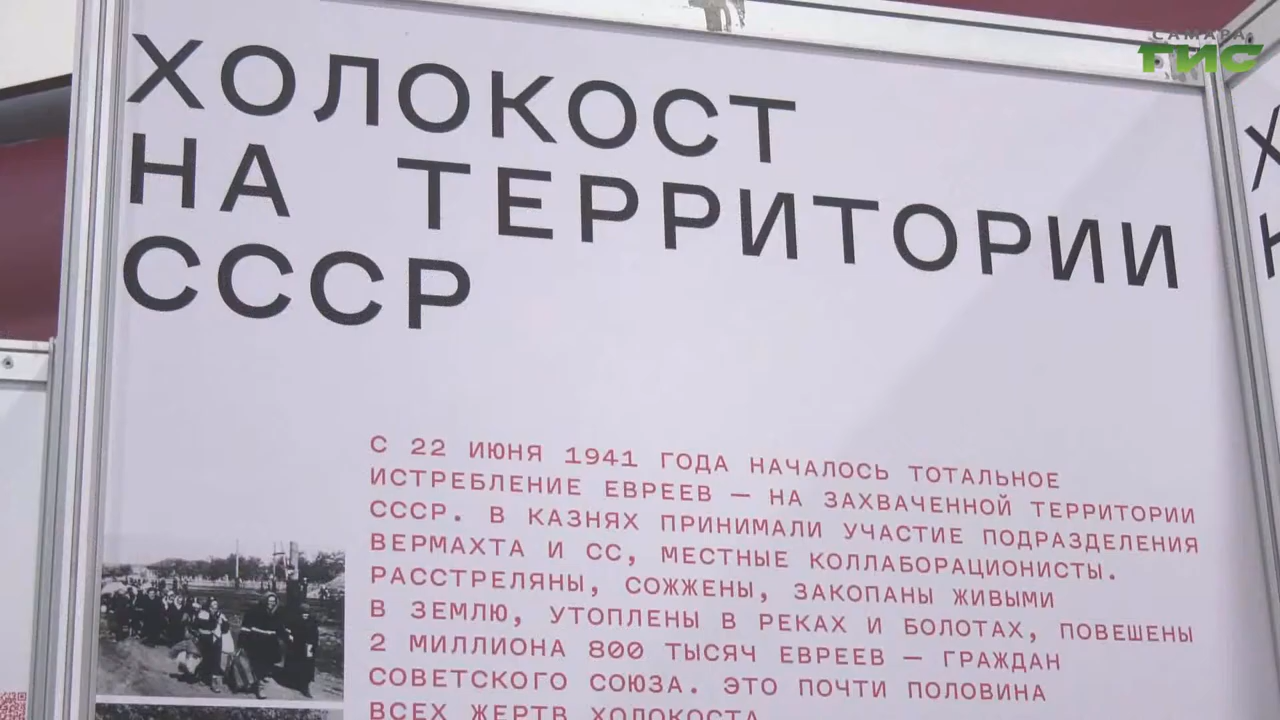 САМАРА
ГИС
ХОЛОКОСТ
НА ТЕРРИТОРИИ
СССР
С 22 ИЮНЯ 1941 ГОДА НАЧАЛОСЬ ТОТАЛЬНОЕ
ИСТРЕБЛЕНИЕ ЕВРЕЕВ — НА ЗАХВАЧЕННОЙ ТЕРРИТОРИИ
СССР. В КАЗНЯХ ПРИНИМАЛИ УЧАСТИЕ ПОДРАЗДЕЛЕНИЯ
ВЕРМАХТА И СС, МЕСТНЫЕ КОЛЛАБОРАЦИОНИСТЫ.
РАССТРЕЛЯНЫ, СОЖЖЕНЫ, ЗАКОПАНЫ ЖИВЫМИ
В ЗЕМЛЮ, УТОПЛЕНЫ В РЕКАХ И БОЛОТАХ, ПОВЕШЕНЫ
2 МИЛЛИОНА 800 ТЫСЯЧ ЕВРЕЕВ — ГРАЖДАН
СОВЕТСКОГО СОЮЗА. ЭТО ПОЧТИ ПОЛОВИНА
ВСЕХ ЖЕРТВ ХОЛОКОСТА